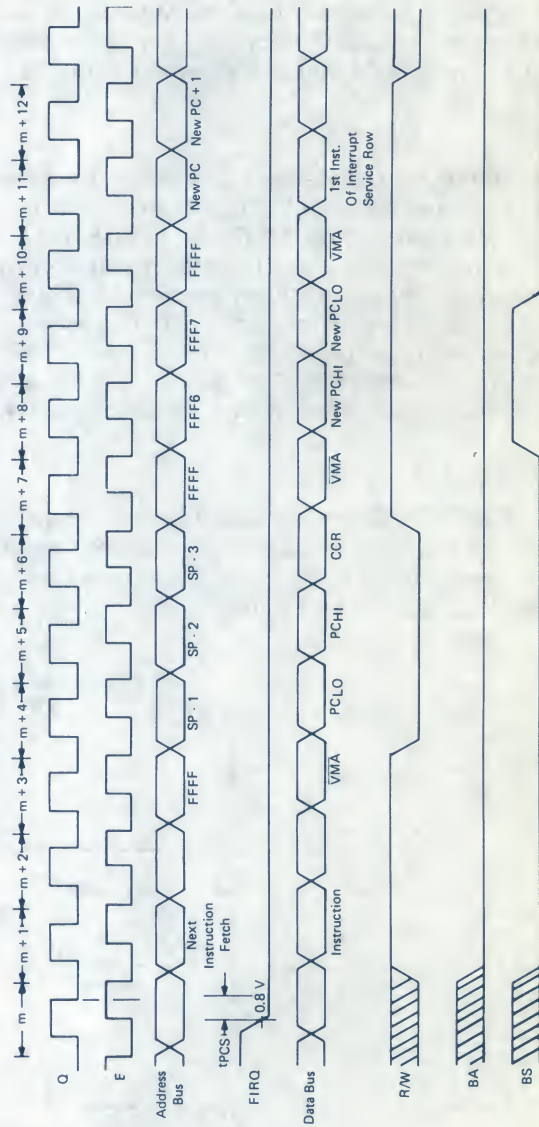 m m + 1 m + 2 m + 3 m + 4 m + 5 m + 6 m + 7 m + 8 m + 9 m + 10 m + 11 m + 12
Q
E
Address
Bus
Next
Instruction
Fetch
FFFF SP - 1 SP - 2 SP - 3 FFFF FFF6 FFF7 FFFF New PC New PC + 1
tPCS
0.8 V
FIRQ
Data Bus
Instruction VMA PCLO PCHI CCR VMA New PCHI New PCLO VMA 1st Inst.
Of Interrupt
Service Row
R/W
BA
BS